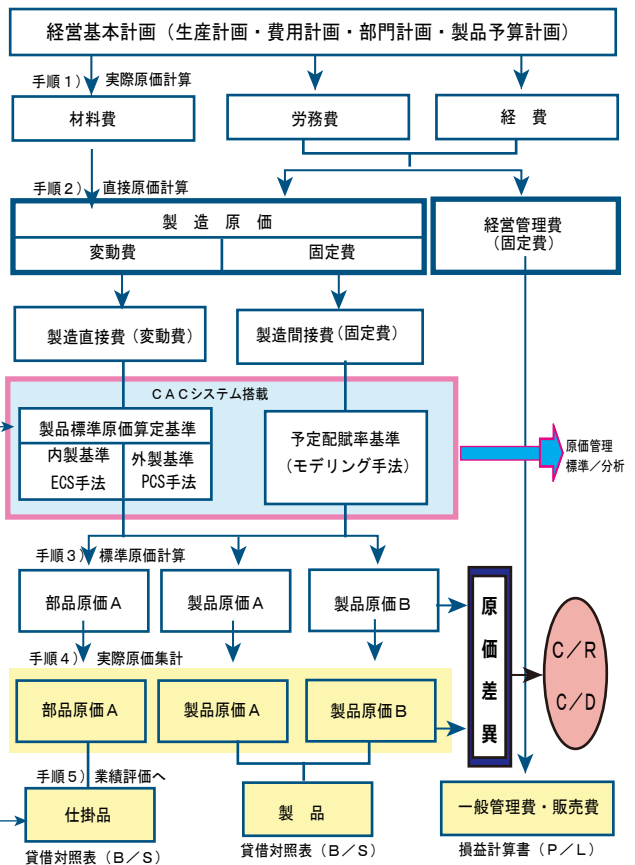 経営基本計画（生産計画・費用計画・部門計画・製品予算計画）
手順１） 実際原価計算
材料費
労務費
経　費
手順２） 直接原価計算
製　造　原　価
変動費
固定費
経営管理費
（固定費）
製造直接費（変動費）
製造間接費（固定費）
ＣＡＣシステム搭載
製品標準原価算定基準
内製基準
ECS手法
外製基準
PCS手法
予定配賦率基準
（モデリング手法）
原価管理
標準／分析
手順３） 標準原価計算
部品原価Ａ
製品原価Ａ
製品原価Ｂ
原価差異
Ｃ／Ｒ
Ｃ／Ｄ
手順４） 実際原価集計
部品原価Ａ
製品原価Ａ
製品原価Ｂ
手順５） 業績評価へ
仕掛品
製　品
一般管理費・販売費
貸借対照表（Ｂ／Ｓ）
貸借対照表（Ｂ／Ｓ）
損益計算書（Ｐ／Ｌ）